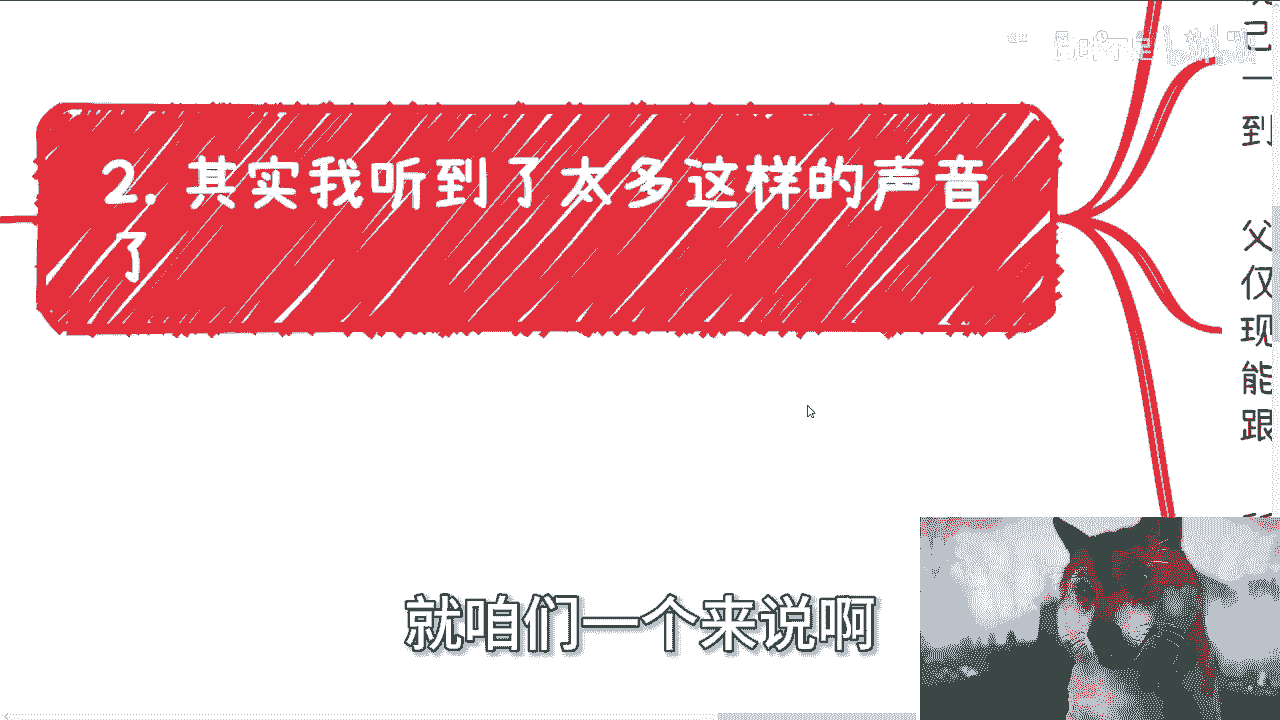 2. 其实我听到了太多这样的声音
了
己
一
到
父
仅
现
能
跟
就咱们一个来说啊